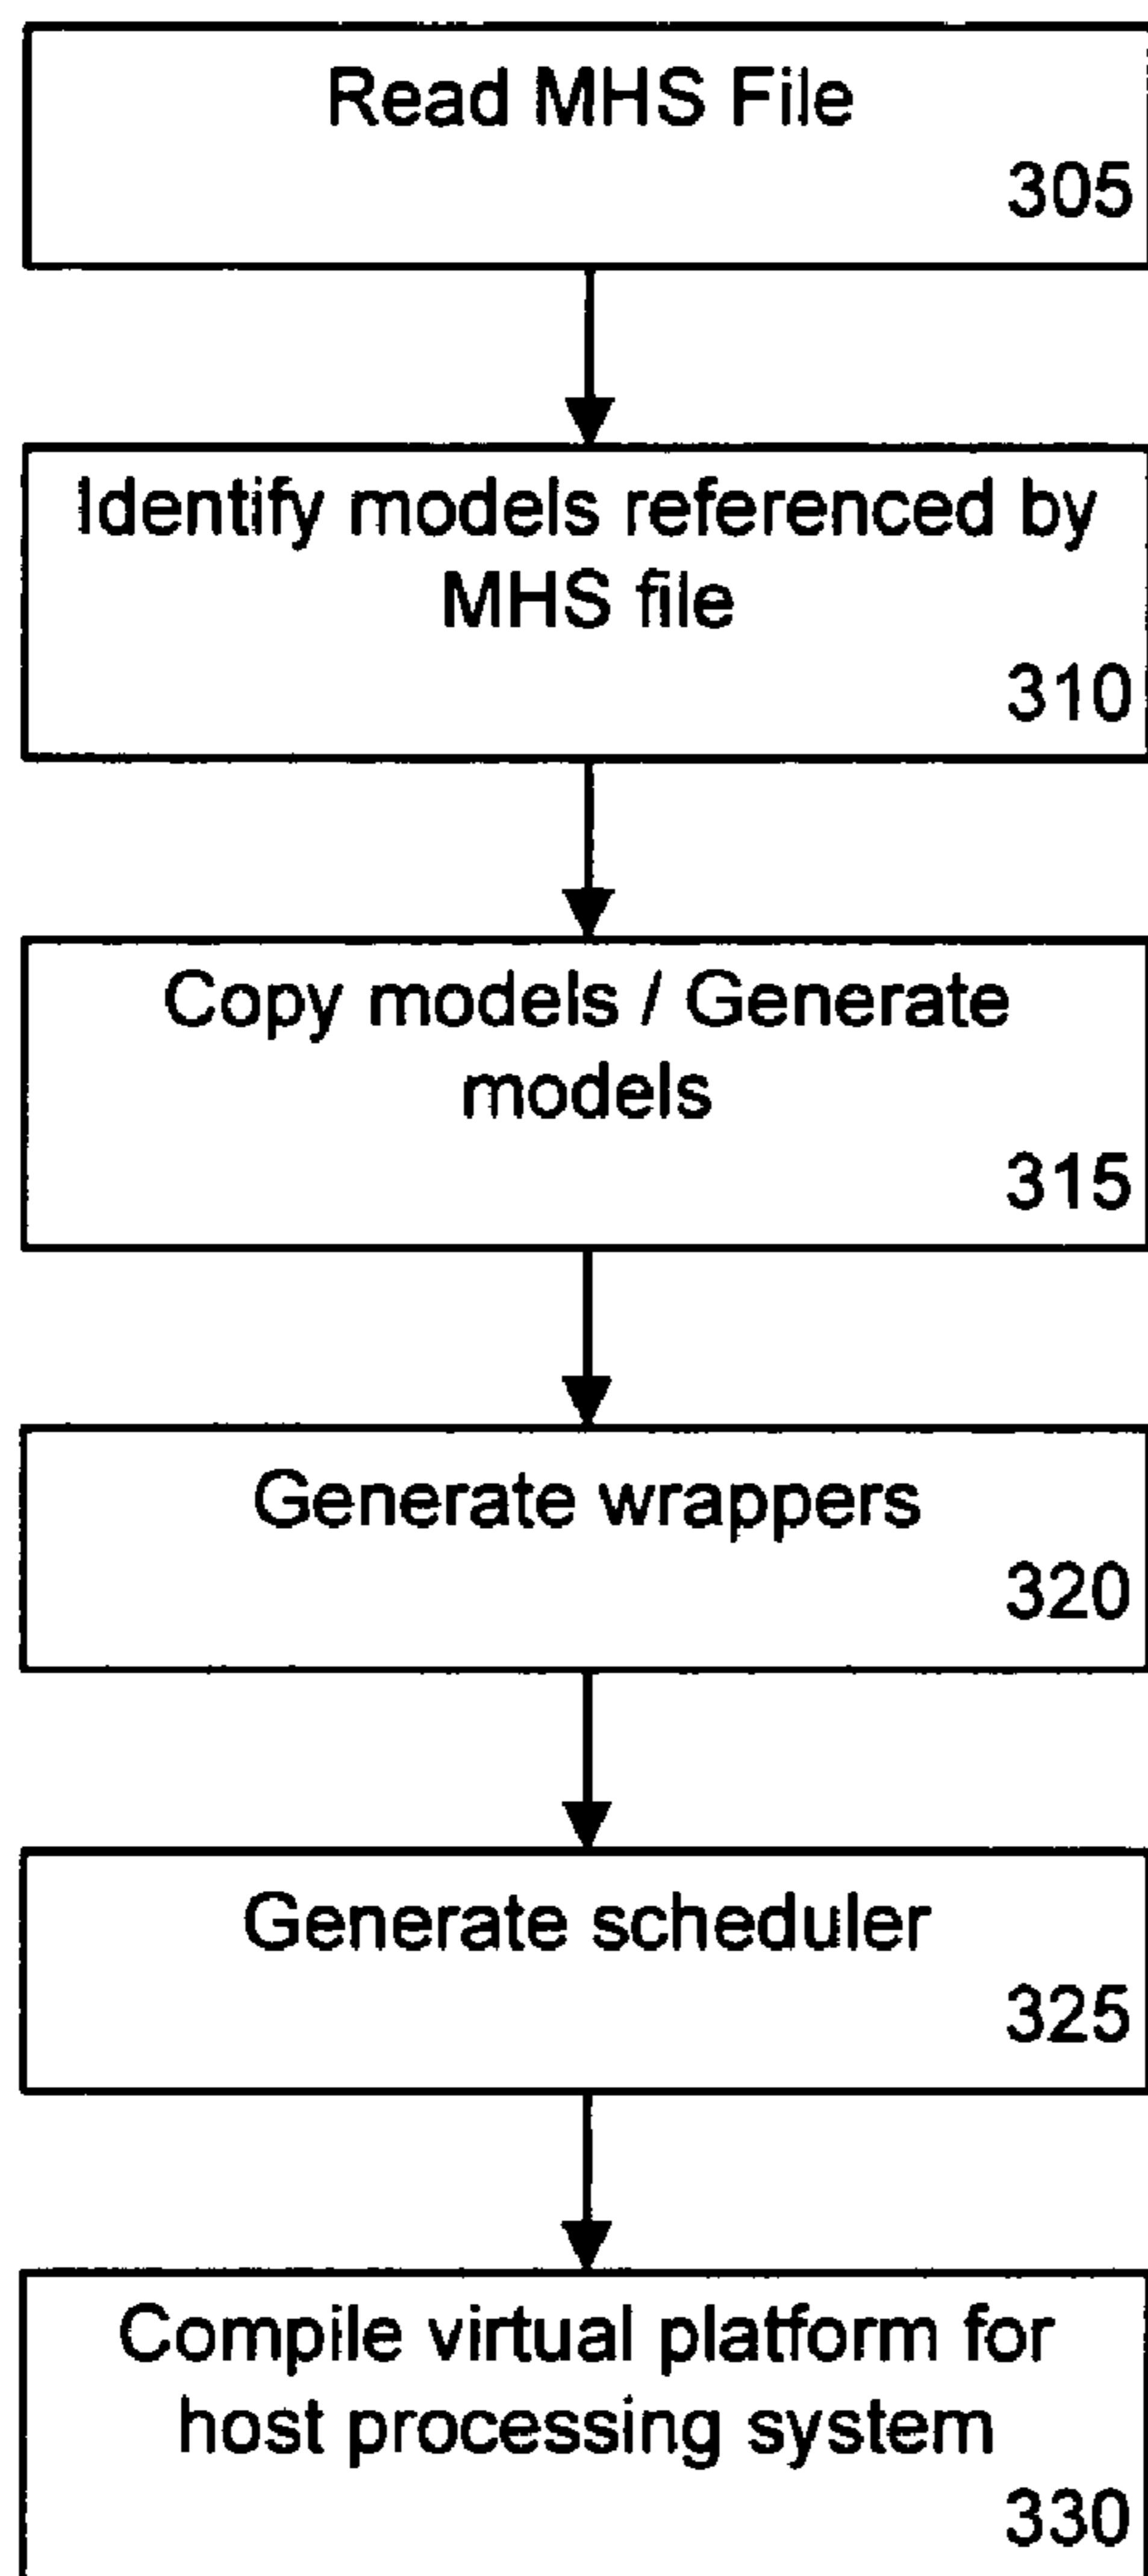 Read MHS File
305
Identify models referenced by
MHS file
310
Copy models / Generate
models
315
Generate wrappers
320
Generate scheduler
325
Compile virtual platform for
host processing system
330